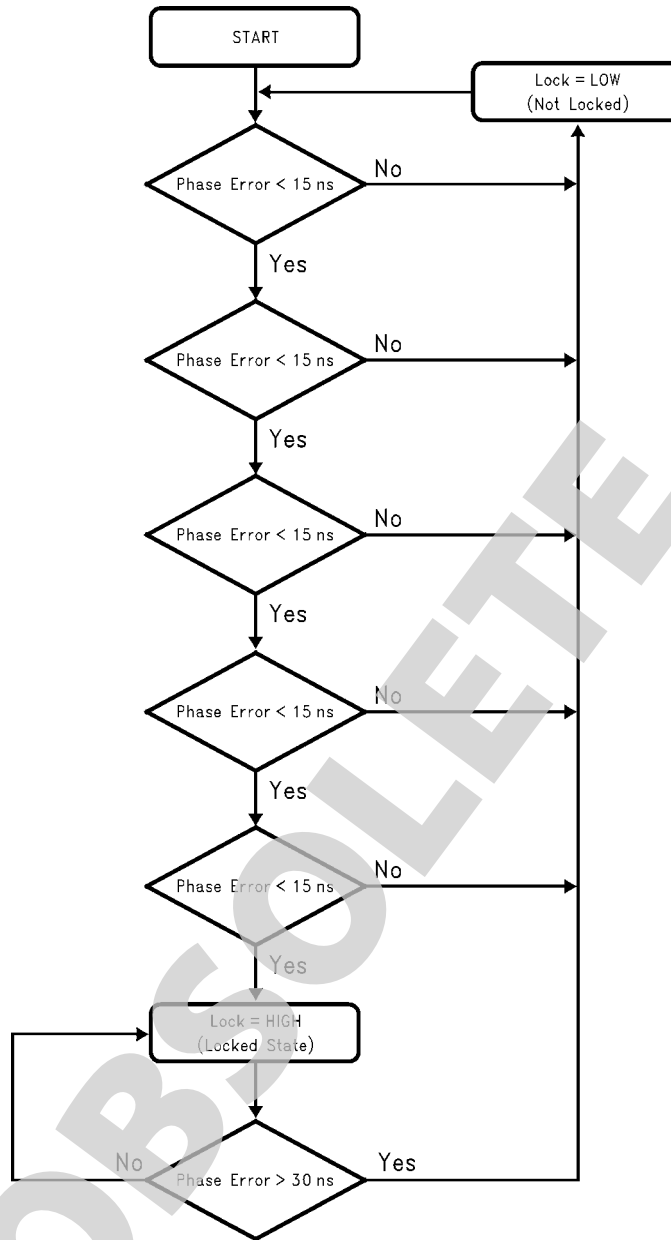 START
Lock = LOW
(Not Locked)
Phase Error < 15 ns
No
Yes
Phase Error < 15 ns
No
Yes
Phase Error < 15 ns
No
Yes
Phase Error < 15 ns
No
Yes
Phase Error < 15 ns
No
Yes
Lock = HIGH
(Locked State)
No
Phase Error > 30 ns
Yes
OBSOLETE